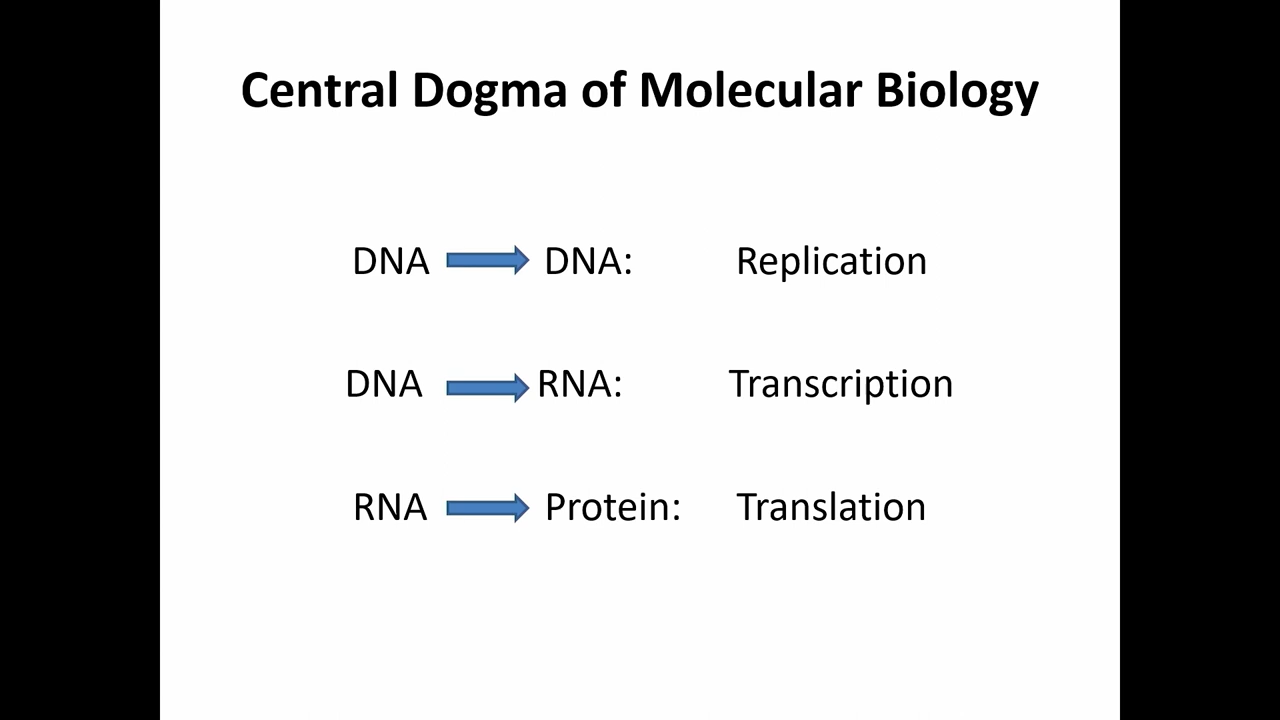 Central Dogma of Molecular Biology
DNA DNA: Replication
DNA RNA: Transcription
RNA Protein: Translation